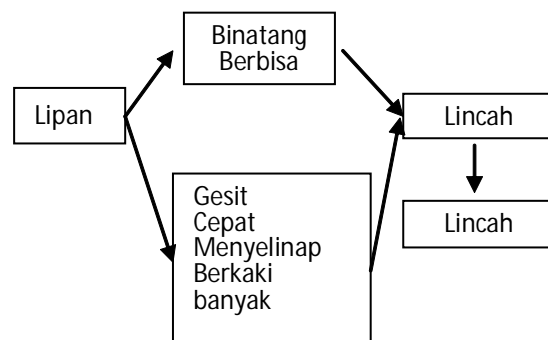 Binatang
Berbisa
Lipan
Lincah
Gesit
Cepat
Menyelinap
Berkaki
banyak
Lincah